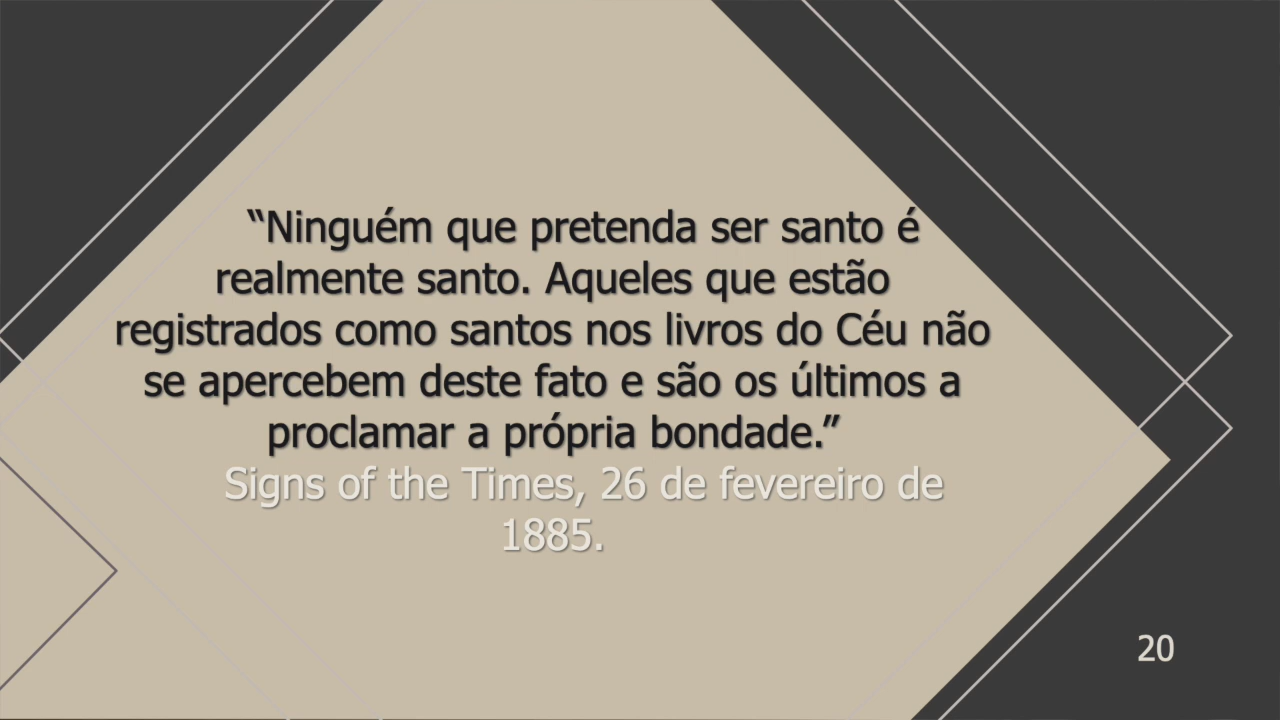 “Ninguém que pretenda ser santo é
realmente santo. Aqueles que estão
registrados como santos nos livros do Céu não
se apercebem deste fato e são os últimos a
proclamar a própria bondade.”
Signs of the Times, 26 de fevereiro de
1885.
20